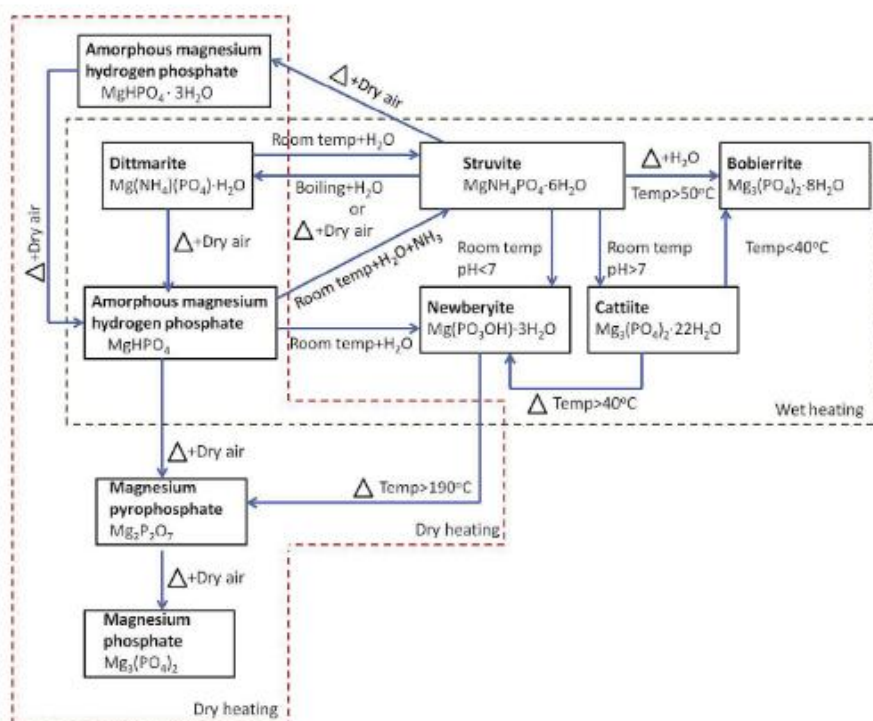 Amorphous magnesium
hydrogen phosphate
MgHPO₄· 3H₂O
△+Dry air
Room temp+H₂O
Dittmarite
Mg(NH₄)(PO₄)·H₂O
Struvite
MgNH₄PO₄·6H₂O
△+H₂O
Temp>50°C
Bobierrite
Mg₃(PO₄)₂·8H₂O
Boiling+H₂O
or
△+Dry air
△+Dry air
△+Dry air
Room temp+H₂O+NH₃
Room temp
pH<7
Room temp
pH>7
Temp<40°C
Amorphous magnesium
hydrogen phosphate
MgHPO₄
Room temp+H₂O
Newberyite
Mg(PO₃OH)·3H₂O
Cattiite
Mg₃(PO₄)₂·22H₂O
△ Temp>40°C
Wet heating
△+Dry air
Magnesium
pyrophosphate
Mg₂P₂O₇
△ Temp>190°C
Dry heating
△+Dry air
Magnesium
phosphate
Mg₃(PO₄)₂
Dry heating